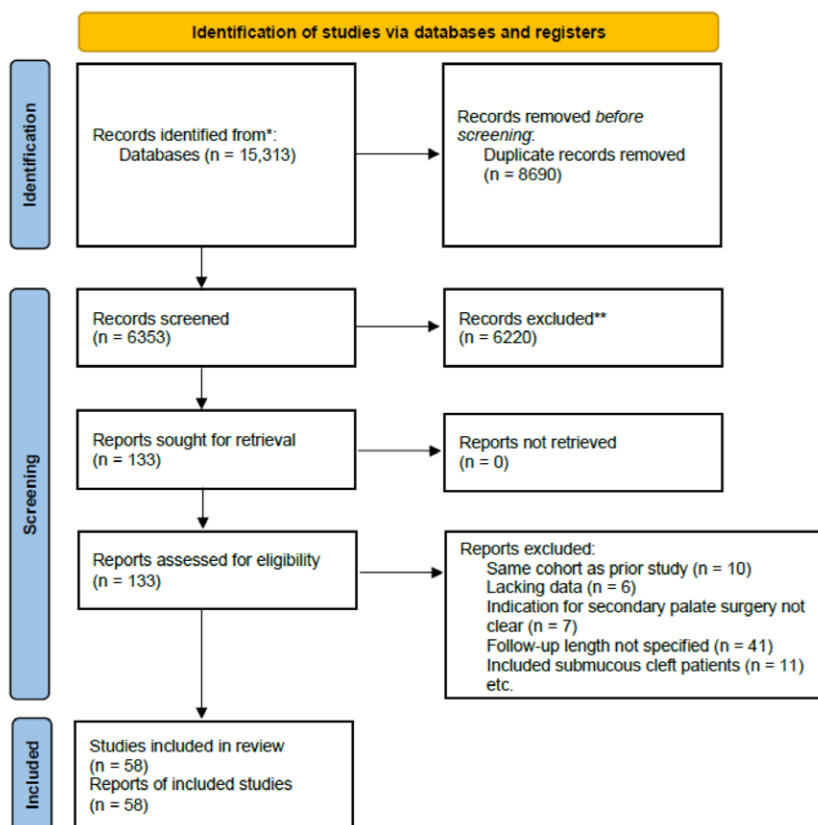 Identification of studies via databases and registers
Identification
Records identified from*:
Databases (n = 15,313)
Records removed before
screening:
Duplicate records removed
(n = 8690)
Screening
Records screened
(n = 6353)
Records excluded**
(n = 6220)
Reports sought for retrieval
(n = 133)
Reports not retrieved
(n = 0)
Reports assessed for eligibility
(n = 133)
Reports excluded:
Same cohort as prior study (n = 10)
Lacking data (n = 6)
Indication for secondary palate surgery not
clear (n = 7)
Follow-up length not specified (n = 41)
Included submucous cleft patients (n = 11)
etc.
Included
Studies included in review
(n = 58)
Reports of included studies
(n = 58)